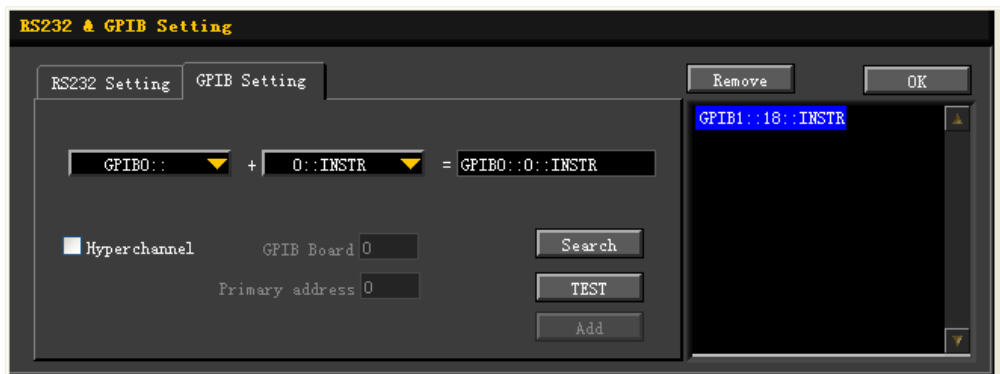 RS232 & GPIB Setting
RS232 Setting
GPIB Setting
Remove
OK
GPIB1::18::INSTR
GPIB0:: + 0::INSTR = GPIB0::0::INSTR
Hyperchannel
GPIB Board 0
Search
Primary address 0
TEST
Add